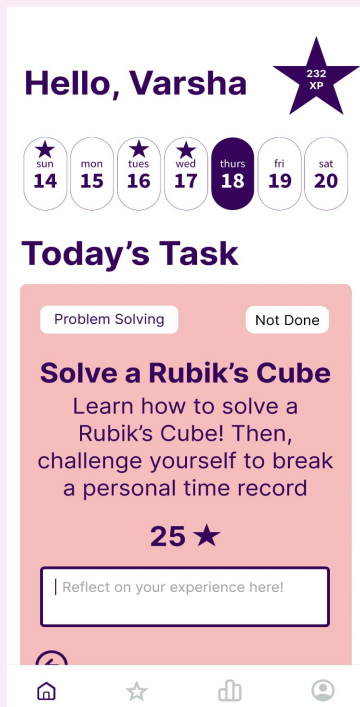 Hello, Varsha
232
XP
sun mon tues wed thurs fri sat
14 15 16 17 18 19 20
Today’s Task
Problem Solving Not Done
Solve a Rubik’s Cube
Learn how to solve a
Rubik’s Cube! Then,
challenge yourself to break
a personal time record
25
Reflect on your experience here!